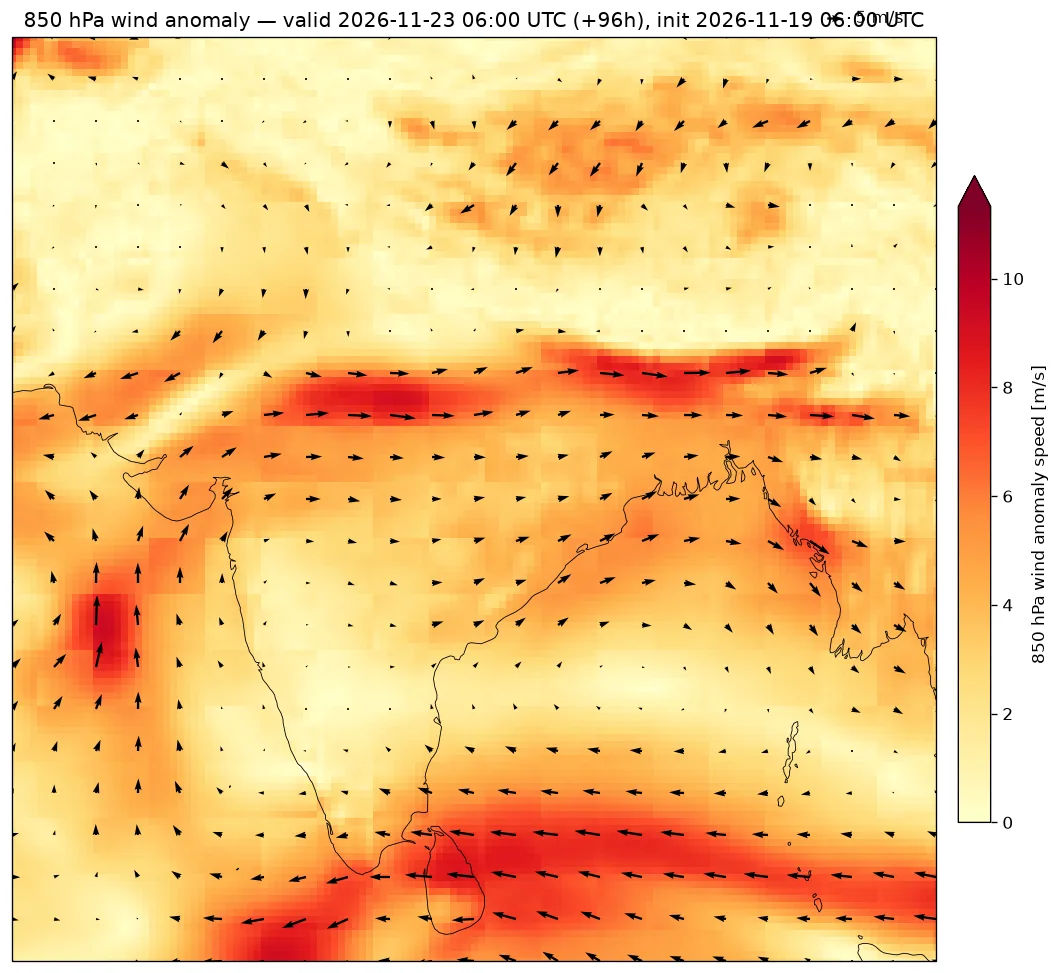 850 hPa wind anomaly — valid 2026-11-23 06:00 UTC (+96h), init 2026-11-19 06:00 UTC
5 m/s
10
8
6
4
2
0
850 hPa wind anomaly speed [m/s]